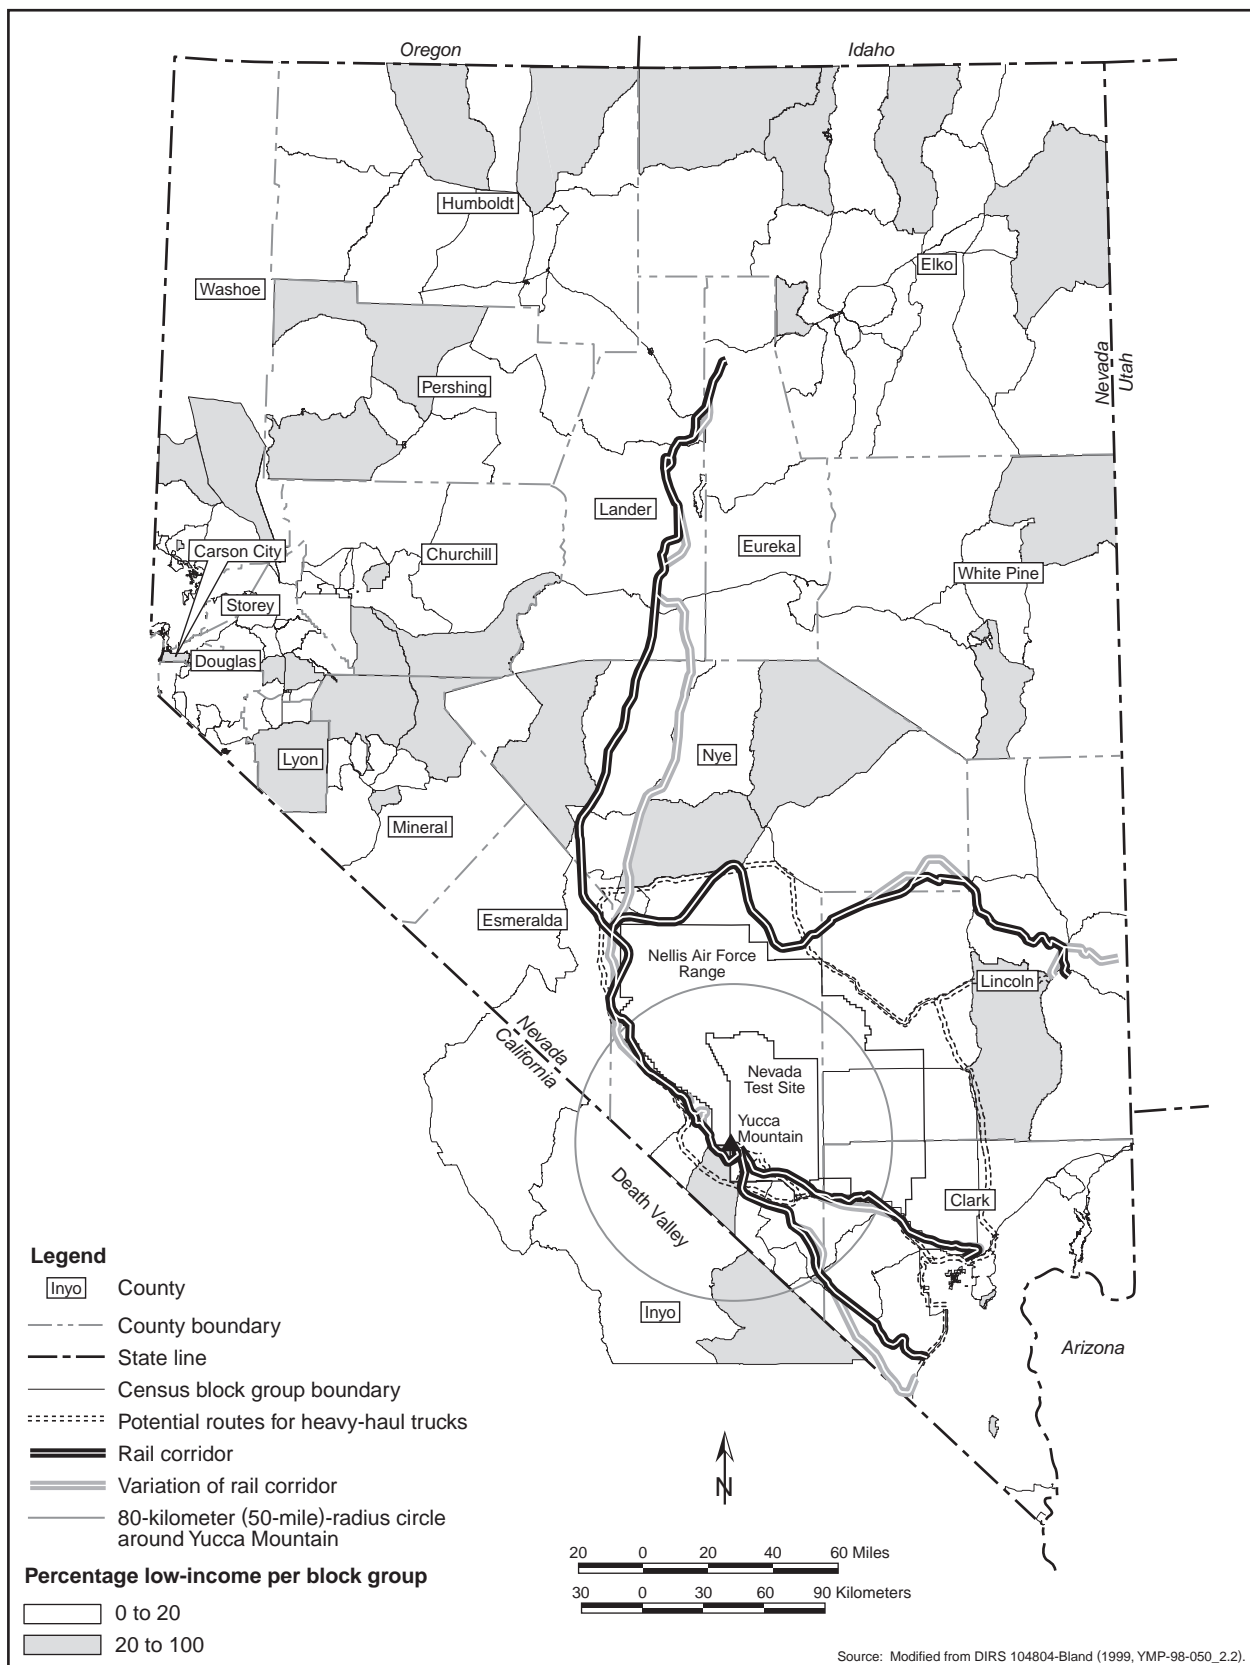 Oregon
Idaho
Humboldt
Elko
Washoe
Nevada
Utah
Pershing
Lander
Eureka
Carson City
Churchill
White Pine
Storey
Douglas
Lyon
Nye
Mineral
Esmeralda
Nellis Air Force
Range
Lincoln
Nevada
California
Nevada
Test Site
Yucca
Mountain
Death Valley
Clark
Inyo
Arizona
Legend
Inyo County
County boundary
State line
Census block group boundary
Potential routes for heavy-haul trucks
Rail corridor
Variation of rail corridor
80-kilometer (50-mile)-radius circle
around Yucca Mountain
Percentage low-income per block group
0 to 20
20 to 100
N
20 0 20 40 60 Miles
30 0 30 60 90 Kilometers
Source: Modified from DIRS 104804-Bland (1999, YMP-98-050_2.2).